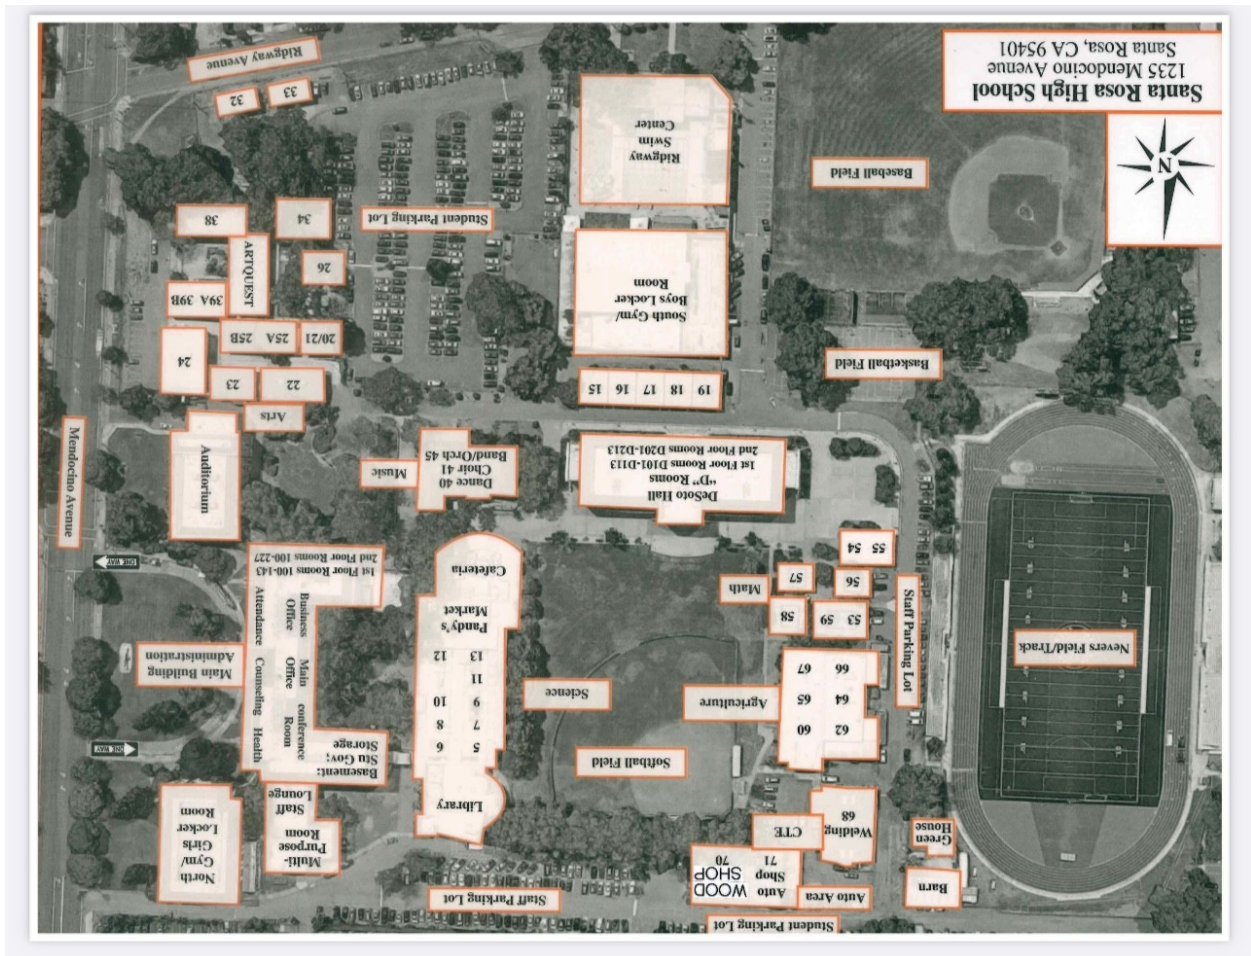 Student Parking Lot
Staff Parking Lot
Barn
Auto Area
Auto
Shop
71
WOOD
SHOP
70
Green
House
Welding
68
CTE
North
Gym/
Girls
Locker
Room
Multi-
Purpose
Room
Staff
Lounge
Library
5 6
7 8
9 10
11
13 12
Pandy's
Market
Cafeteria
Science
Softball Field
62 60
64 65
66 67
Agriculture
Basement:
Stu Gov;
Storage
ONE WAY
Health
Counseling
Attendance
conference
Room
Main
Office
Business
Office
1st Floor Rooms 100-143
2nd Floor Rooms 100-227
Main Building
Administration
Nevers Field/Track
Staff Parking Lot
53 59
58
56
57
55 54
Math
ONE WAY
DeSoto Hall
"D" Rooms
1st Floor Rooms D101-D113
2nd Floor Rooms D201-D213
Dance 40
Choir 41
Band/Orch 45
Music
Auditorium
Mendocino Avenue
Arts
19 18 17 16 15
22
23
24
20/21
25A 25B
Basketball Field
South Gym/
Boys Locker
Room
39A 39B
ARTQUEST
26
34
38
Student Parking Lot
Baseball Field
Ridgway
Swim
Center
N
33
32
Ridgway Avenue
Santa Rosa High School
1235 Mendocino Avenue
Santa Rosa, CA 95401